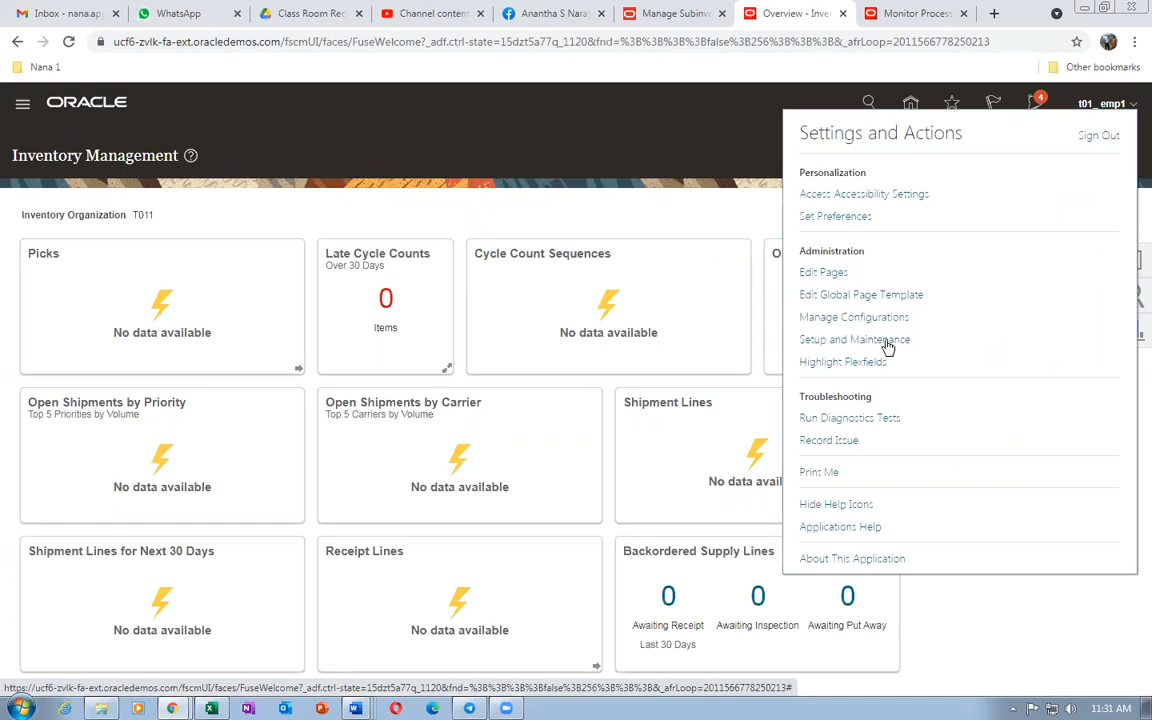 Inbox - nana.ap
WhatsApp
Class Room Rec
Channel content
Anantha S Nara
Manage Subinve
Overview - Inve
Monitor Process
ucf6-zvlk-fa-ext.oracledemos.com/fscmUI/faces/FuseWelcome?_adf.ctrl-state=15dzt5a77q_1120&fnd=%3B%3B%3B%3Bfalse%3B256%3B%3B%3B&_afrLoop=2011566778250213
Nana 1
Other bookmarks
ORACLE
4
t01_emp1
Inventory Management
Settings and Actions
Sign Out
Personalization
Access Accessibility Settings
Set Preferences
Administration
Edit Pages
Edit Global Page Template
Manage Configurations
Setup and Maintenance
Highlight Flexfields
Troubleshooting
Run Diagnostics Tests
Record Issue
Print Me
Hide Help Icons
Applications Help
About This Application
Inventory Organization T011
Picks
No data available
Late Cycle Counts
Over 30 Days
0
Items
Cycle Count Sequences
No data available
O
Open Shipments by Priority
Top 5 Priorities by Volume
No data available
Open Shipments by Carrier
Top 5 Carriers by Volume
No data available
Shipment Lines
No data avail
Shipment Lines for Next 30 Days
No data available
Receipt Lines
No data available
Backordered Supply Lines
0 0 0
Awaiting Receipt Awaiting Inspection Awaiting Put Away
Last 30 Days
https://ucf6-zvlk-fa-ext.oracledemos.com/fscmUI/faces/FuseWelcome?_adf.ctrl-state=15dzt5a77q_1120&fnd=%3B%3B%3B%3Bfalse%3B256%3B%3B%3B&_afrLoop=2011566778250213#
11:31 AM